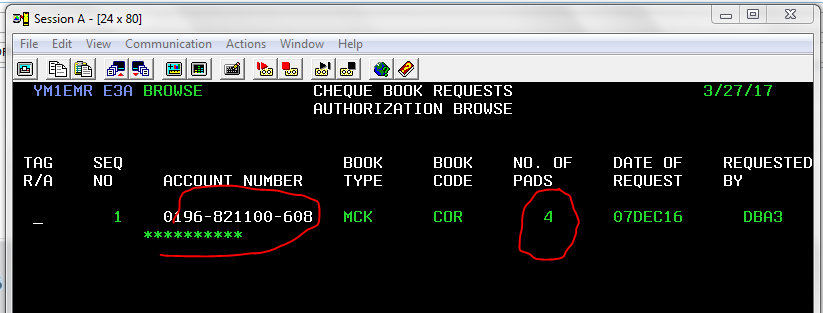 Session A - [24 x 80]
File Edit View Communication Actions Window Help
YM1EMR E3A BROWSE CHEQUE BOOK REQUESTS 3/27/17
AUTHORIZATION BROWSE
TAG SEQ BOOK BOOK NO. OF DATE OF REQUESTED
R/A NO ACCOUNT NUMBER TYPE CODE PADS REQUEST BY
_ 1 0196-821100-608 MCK COR 4 07DEC16 DBA3
**********